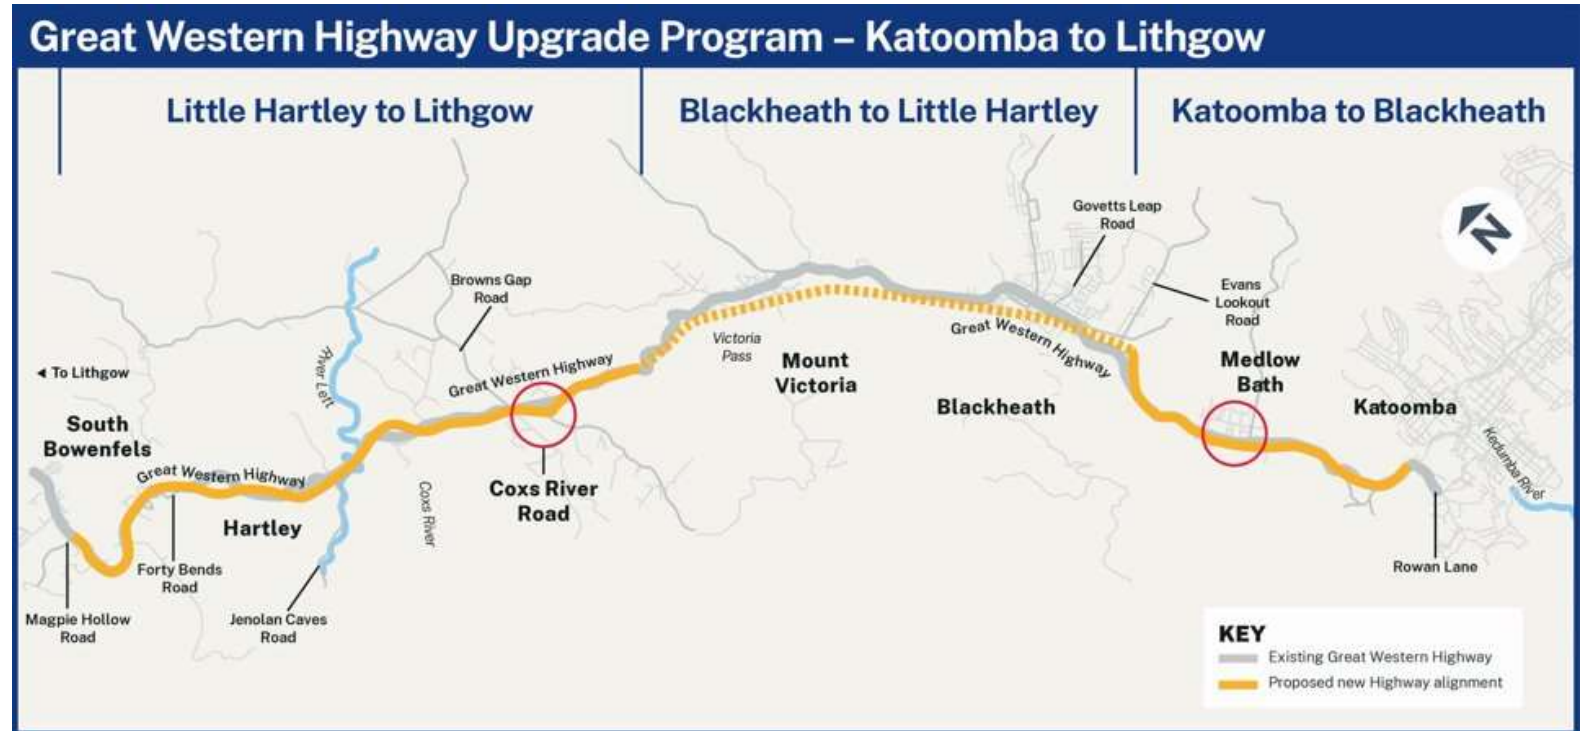 Great Western Highway Upgrade Program – Katoomba to Lithgow
Little Hartley to Lithgow
Blackheath to Little Hartley
Katoomba to Blackheath
Govetts Leap
Road
N
Browns Gap
Road
Evans
Lookout
Road
River Lett
Victoria
Pass
Great Western Highway
Mount
Victoria
Medlow
Bath
◄ To Lithgow
Great Western Highway
Blackheath
Katoomba
South
Bowenfels
Great Western Highway
Kedumba River
Coxs River
Road
Coxs River
Hartley
Forty Bends
Road
Rowan Lane
Magpie Hollow
Road
Jenolan Caves
Road
KEY
Existing Great Western Highway
Proposed new Highway alignment